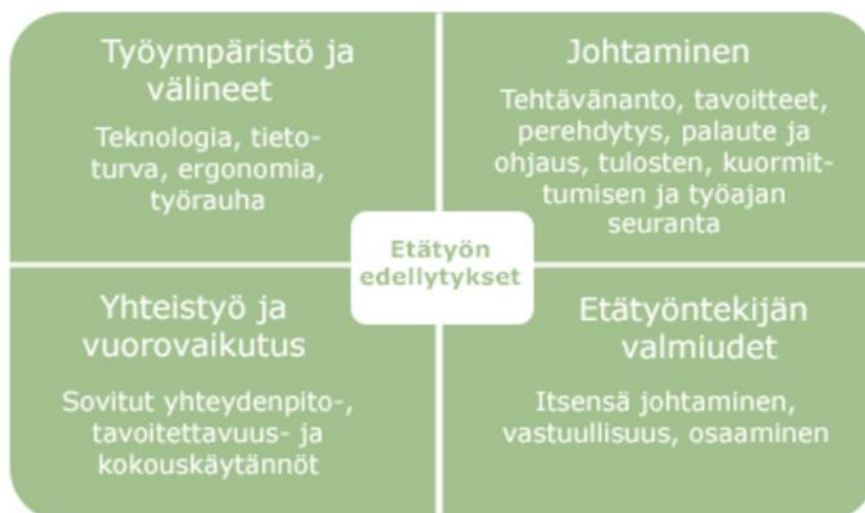 Työympäristö ja
välineet
Teknologia, tieto-
turva, ergonomia,
työrauha
Johtaminen
Tehtävänanto, tavoitteet,
perehdytys, palaute ja
ohjaus, tulosten, kuormit-
tumisen ja työajan
seuranta
Etätyön
edellytykset
Yhteistyö ja
vuorovaikutus
Sovitut yhteydenpito-,
tavoitettavuus- ja
kokouskäytännöt
Etätyöntekijän
valmiudet
Itsensä johtaminen,
vastuullisuus, osaaminen